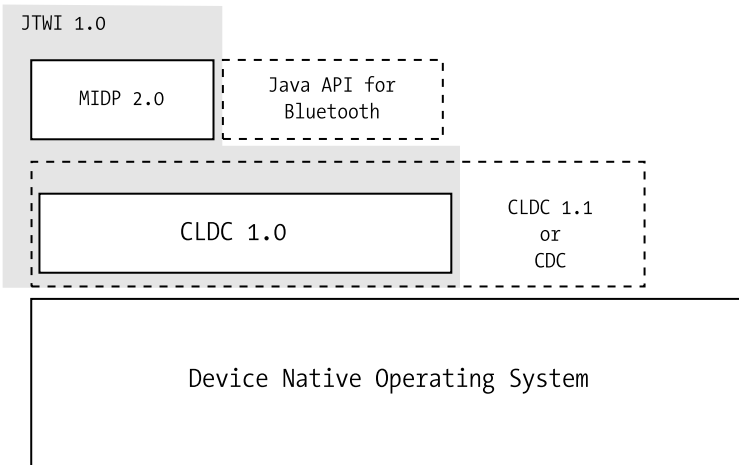 JTWI 1.0
MIDP 2.0
Java API for
Bluetooth
CLDC 1.0
CLDC 1.1
or
CDC
Device Native Operating System